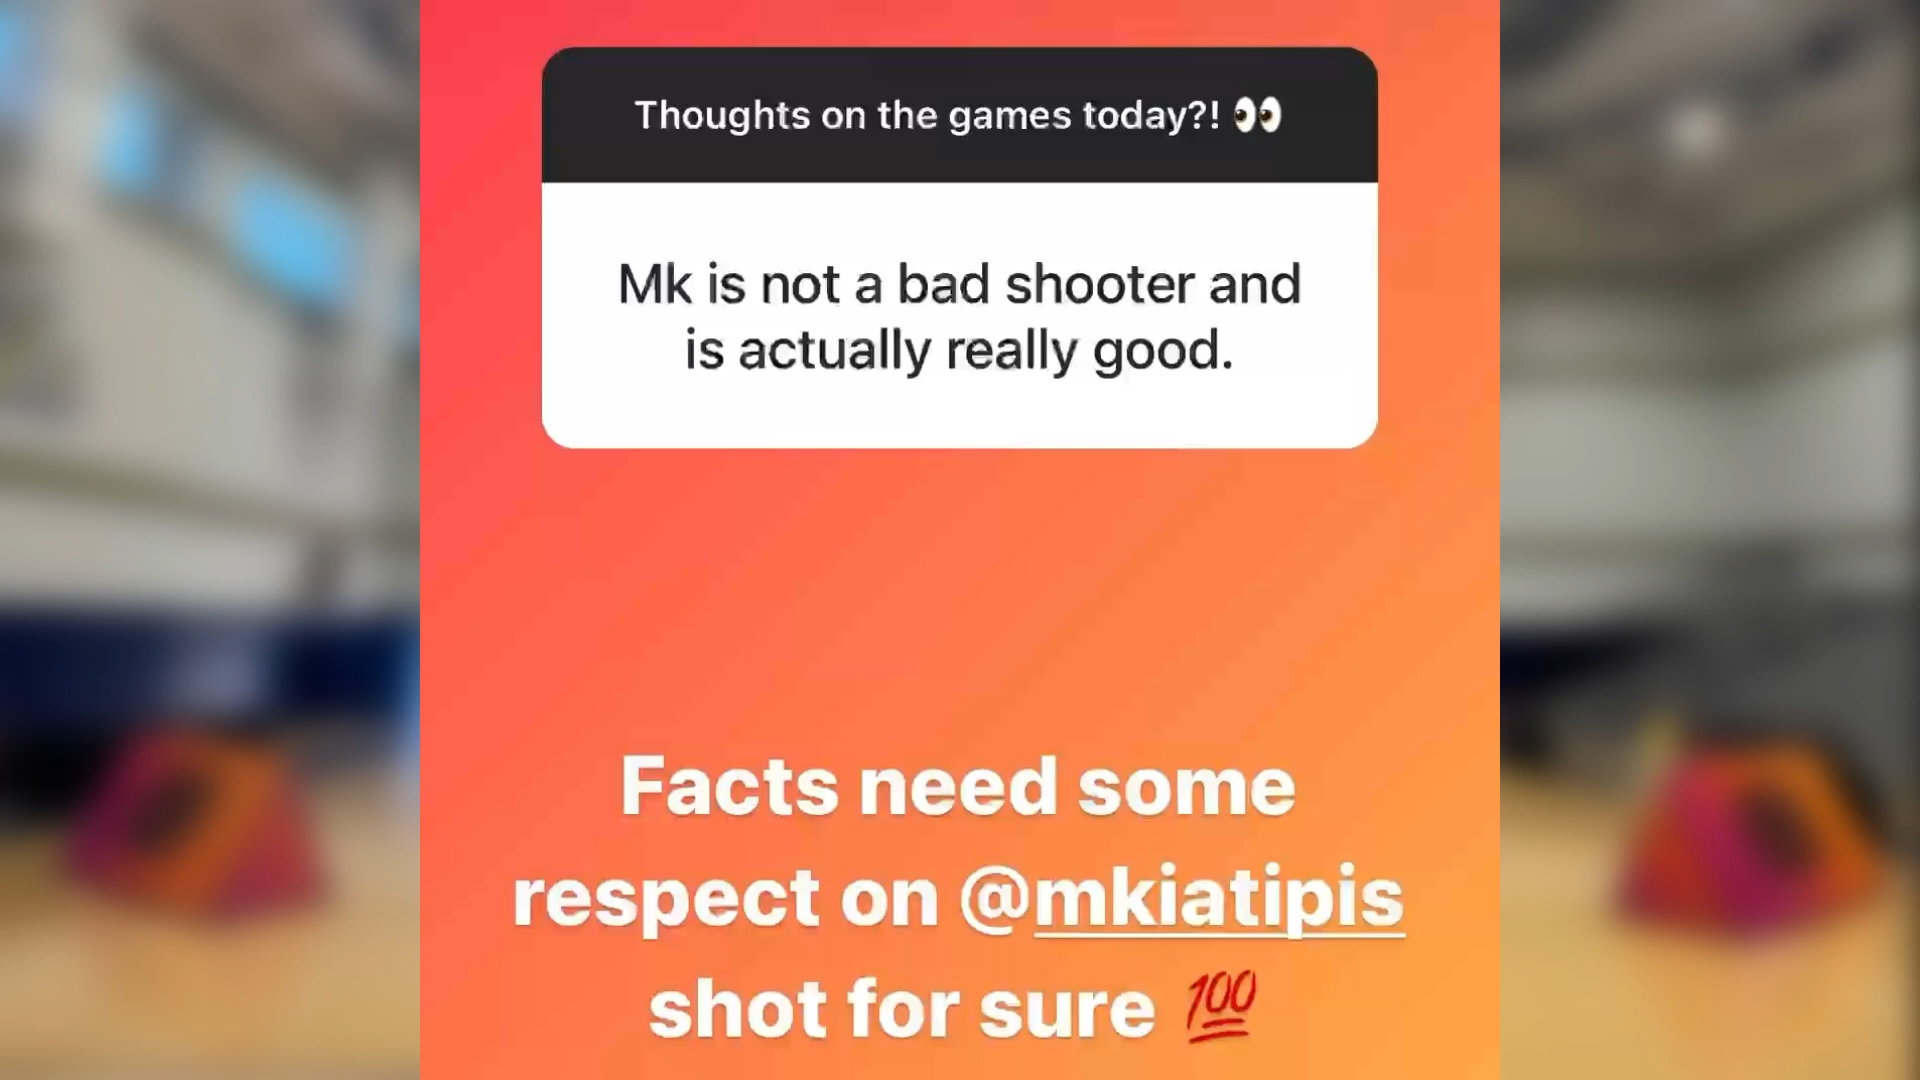 Thoughts on the games today?! 👀
Mk is not a bad shooter and
is actually really good.
Facts need some
respect on @mkiatipis
shot for sure 💯